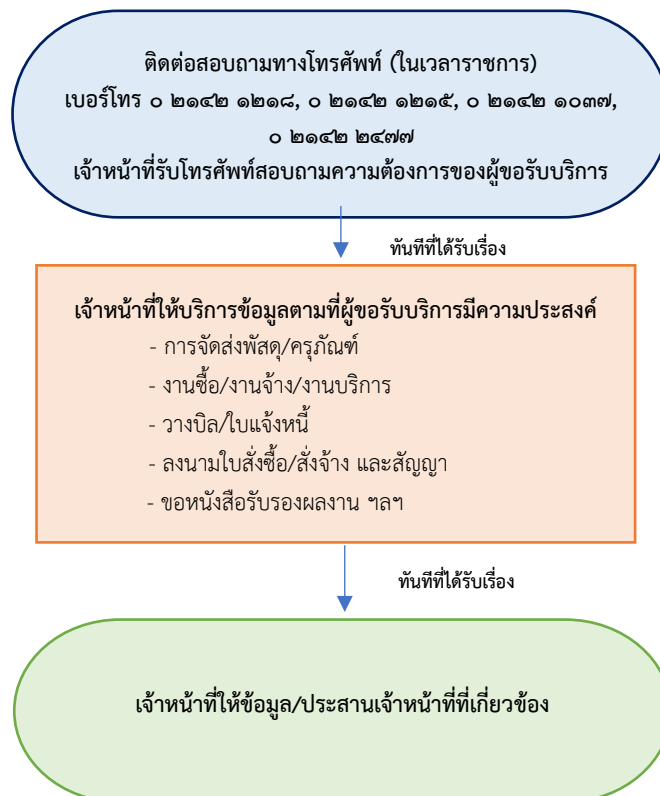 ติดต่อสอบถามทางโทรศัพท์ (ในเวลาราชการ)
เบอร์โทร ๐ ๒๑๔๒ ๑๒๑๘, ๐ ๒๑๔๒ ๑๒๑๕, ๐ ๒๑๔๒ ๑๐๓๗,
๐ ๒๑๔๒ ๒๔๗๗
เจ้าหน้าที่รับโทรศัพท์สอบถามความต้องการของผู้ขอรับบริการ
ทันทีที่ได้รับเรื่อง
เจ้าหน้าที่ให้บริการข้อมูลตามที่ผู้ขอรับบริการมีความประสงค์
- การจัดส่งพัสดุ/ครุภัณฑ์
- งานซื้อ/งานจ้าง/งานบริการ
- วางบิล/ใบแจ้งหนี้
- ลงนามใบสั่งซื้อ/สั่งจ้าง และสัญญา
- ขอหนังสือรับรองผลงาน ฯลฯ
ทันทีที่ได้รับเรื่อง
เจ้าหน้าที่ให้ข้อมูล/ประสานเจ้าหน้าที่ที่เกี่ยวข้อง